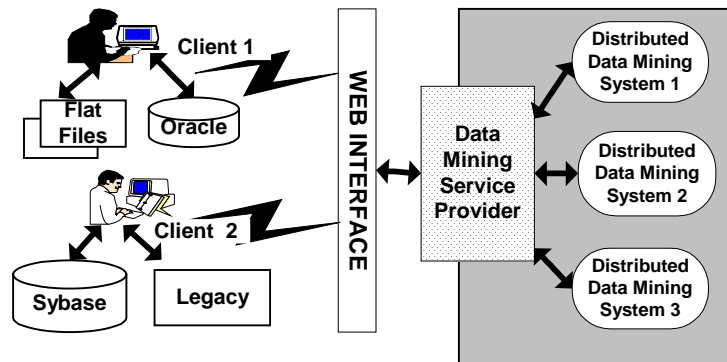 Client 1
Flat
Files
Oracle
Client 2
Sybase
Legacy
WEB INTERFACE
Data
Mining
Service
Provider
Distributed
Data Mining
System 1
Distributed
Data Mining
System 2
Distributed
Data Mining
System 3